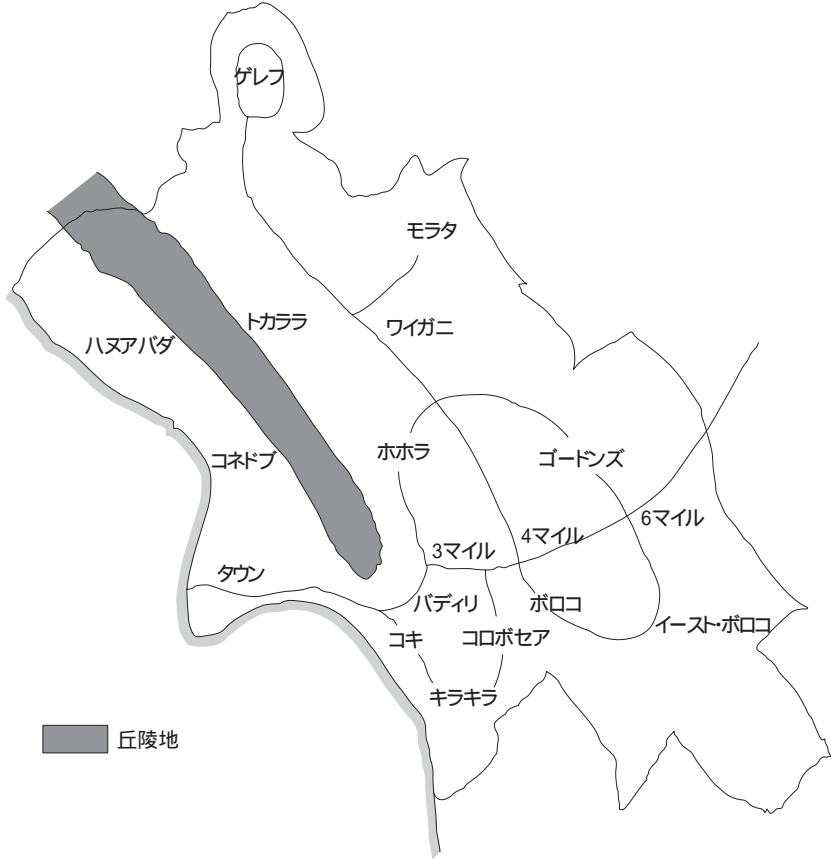 ゲレフ
モラタ
トカララ
ワイガニ
ハヌアバダ
ホホラ
ゴードンズ
コネドブ
6マイル
4マイル
3マイル
タウン
バディリ
ボロコ
イースト・ボロコ
コキ
コロボセア
キラキラ
丘陵地